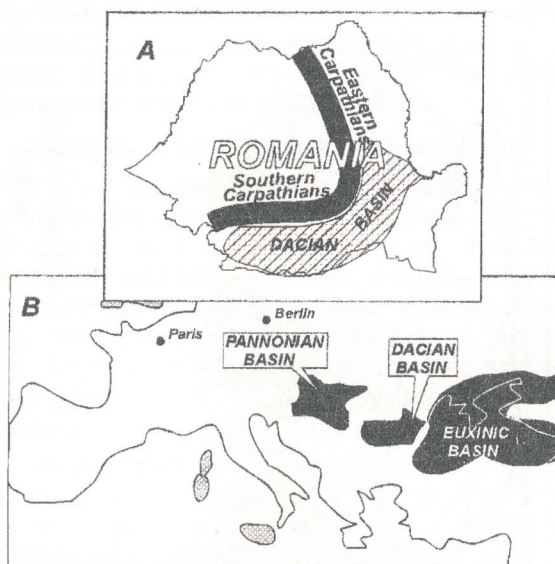 A
Eastern
Carpathians
ROMANIA
Southern
Carpathians
BASIN
DACIAN
B
Berlin
Paris
PANNONIAN
BASIN
DACIAN
BASIN
EUXINIC
BASIN